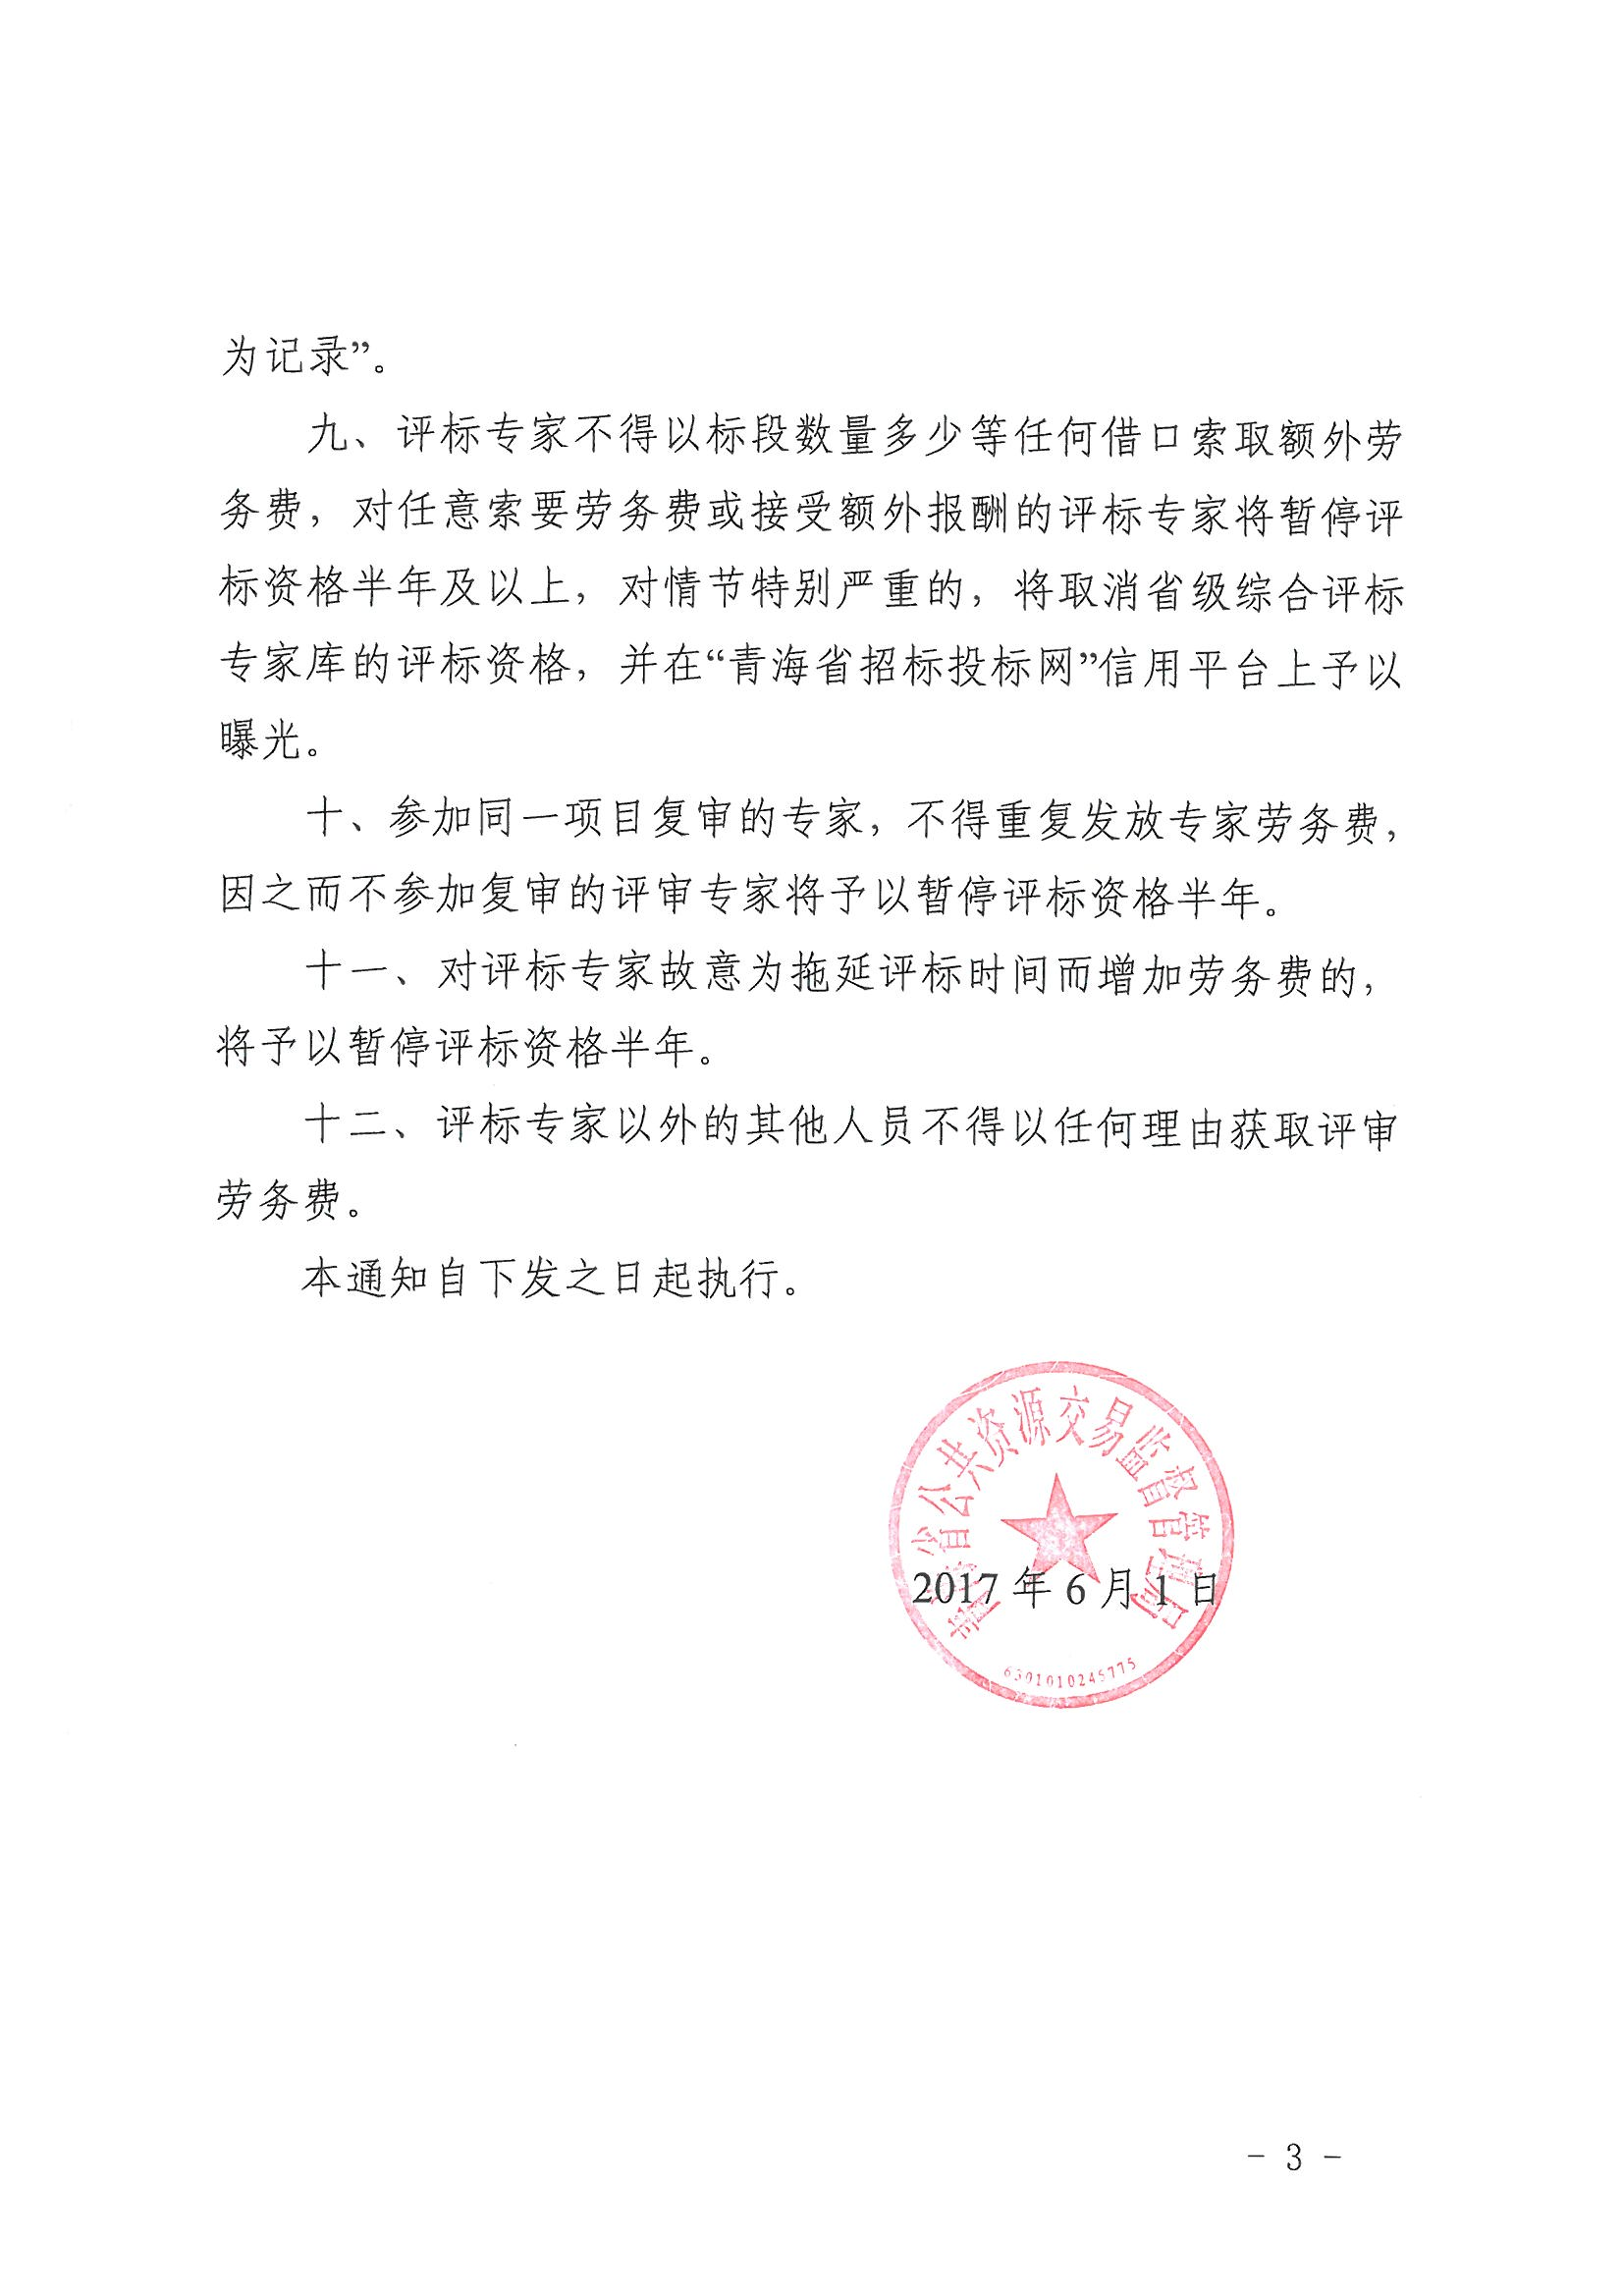 为记录”。
九、评标专家不得以标段数量多少等任何借口索取额外劳
务费，对任意索要劳务费或接受额外报酬的评标专家将暂停评
标资格半年及以上，对情节特别严重的，将取消省级综合评标
专家库的评标资格，并在“青海省招标投标网”信用平台上予以
曝光。
十、参加同一项目复审的专家，不得重复发放专家劳务费，
因之而不参加复审的评审专家将予以暂停评标资格半年。
十一、对评标专家故意为拖延评标时间而增加劳务费的，
将予以暂停评标资格半年。
十二、评标专家以外的其他人员不得以任何理由获取评审
劳务费。
本通知自下发之日起执行。
青海省公共资源交易监督管理局
2017 年 6 月 1 日
6301010245775
- 3 -